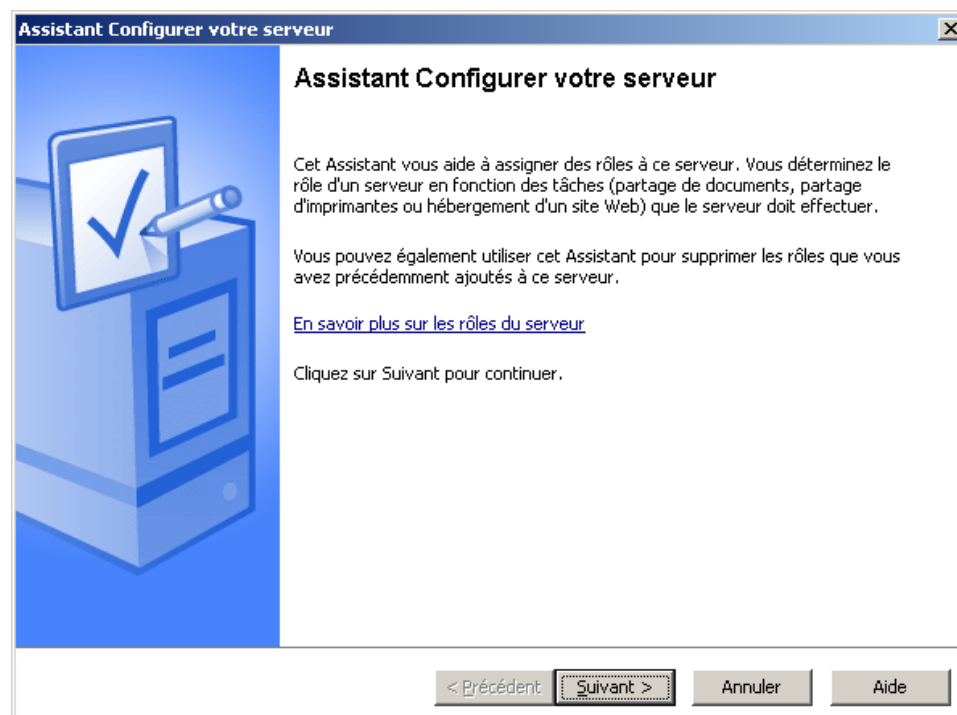 Assistant Configurer votre serveur
Assistant Configurer votre serveur
Cet Assistant vous aide à assigner des rôles à ce serveur. Vous déterminez le
rôle d'un serveur en fonction des tâches (partage de documents, partage
d'imprimantes ou hébergement d'un site Web) que le serveur doit effectuer.
Vous pouvez également utiliser cet Assistant pour supprimer les rôles que vous
avez précédemment ajoutés à ce serveur.
En savoir plus sur les rôles du serveur
Cliquez sur Suivant pour continuer.
< Précédent Suivant > Annuler Aide